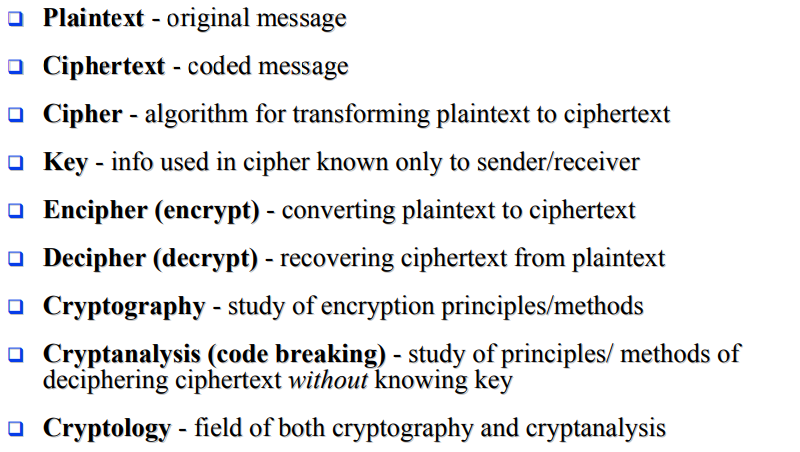 Plaintext - original message
Ciphertext - coded message
Cipher - algorithm for transforming plaintext to ciphertext
Key - info used in cipher known only to sender/receiver
Encipher (encrypt) - converting plaintext to ciphertext
Decipher (decrypt) - recovering ciphertext from plaintext
Cryptography - study of encryption principles/methods
Cryptanalysis (code breaking) - study of principles/ methods of
deciphering ciphertext without knowing key
Cryptology - field of both cryptography and cryptanalysis